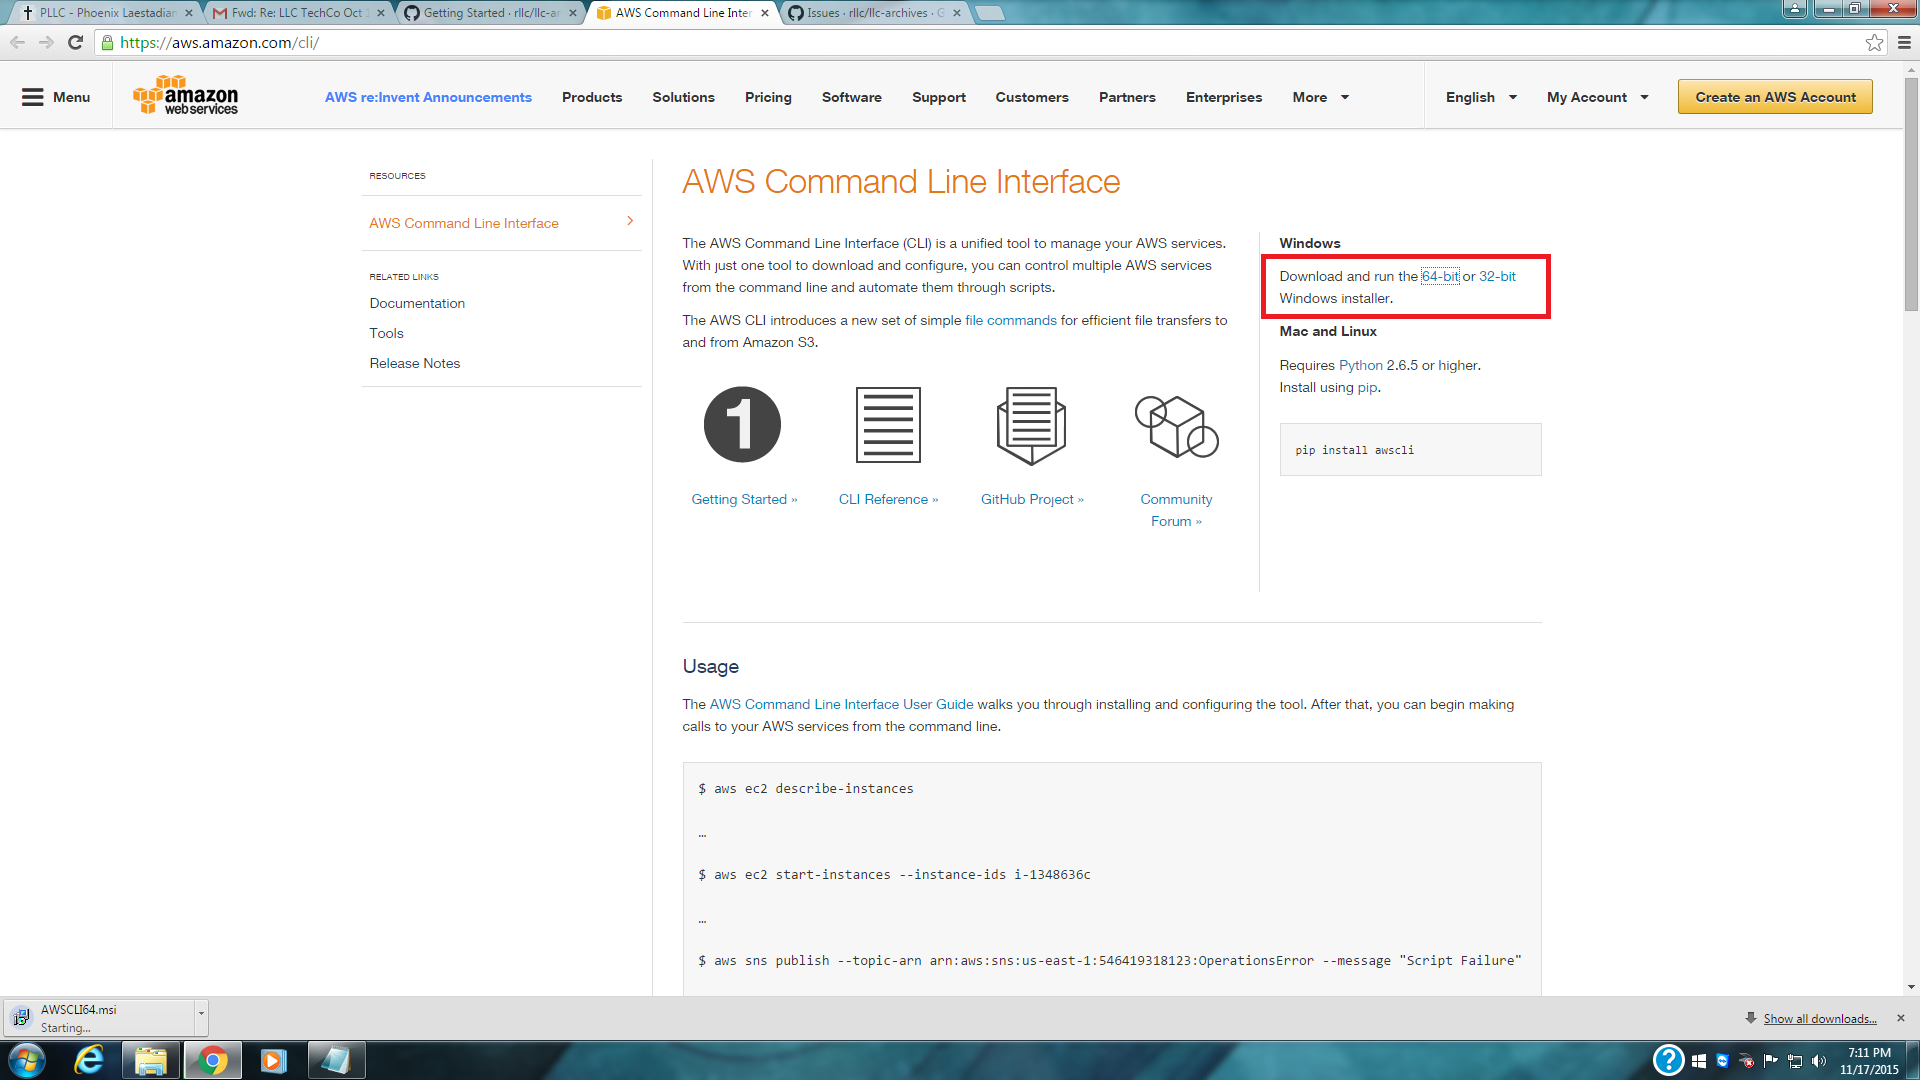 PLLC - Phoenix Laestadian
Fwd: Re: LLC TechCo Oct 1
Getting Started · rllc/llc-ar
AWS Command Line Inter
Issues · rllc/llc-archives · G
https://aws.amazon.com/cli/
Menu
amazon
webservices
AWS re:Invent Announcements
Products
Solutions
Pricing
Software
Support
Customers
Partners
Enterprises
More
English
My Account
Create an AWS Account
RESOURCES
AWS Command Line Interface
RELATED LINKS
Documentation
Tools
Release Notes
AWS Command Line Interface
The AWS Command Line Interface (CLI) is a unified tool to manage your AWS services.
With just one tool to download and configure, you can control multiple AWS services
from the command line and automate them through scripts.
The AWS CLI introduces a new set of simple file commands for efficient file transfers to
and from Amazon S3.
1
Getting Started »
CLI Reference »
GitHub Project »
Community
Forum »
Windows
Download and run the 64-bit or 32-bit
Windows installer.
Mac and Linux
Requires Python 2.6.5 or higher.
Install using pip.
pip install awscli
Usage
The AWS Command Line Interface User Guide walks you through installing and configuring the tool. After that, you can begin making
calls to your AWS services from the command line.
$ aws ec2 describe-instances
…
$ aws ec2 start-instances --instance-ids i-1348636c
…
$ aws sns publish --topic-arn arn:aws:sns:us-east-1:546419318123:OperationsError --message "Script Failure"
AWSCLI64.msi
Starting...
Show all downloads...
7:11 PM
11/17/2015